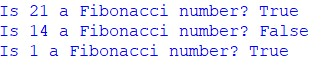 Is 21 a Fibonacci number? True
Is 14 a Fibonacci number? False
Is 1 a Fibonacci number? True